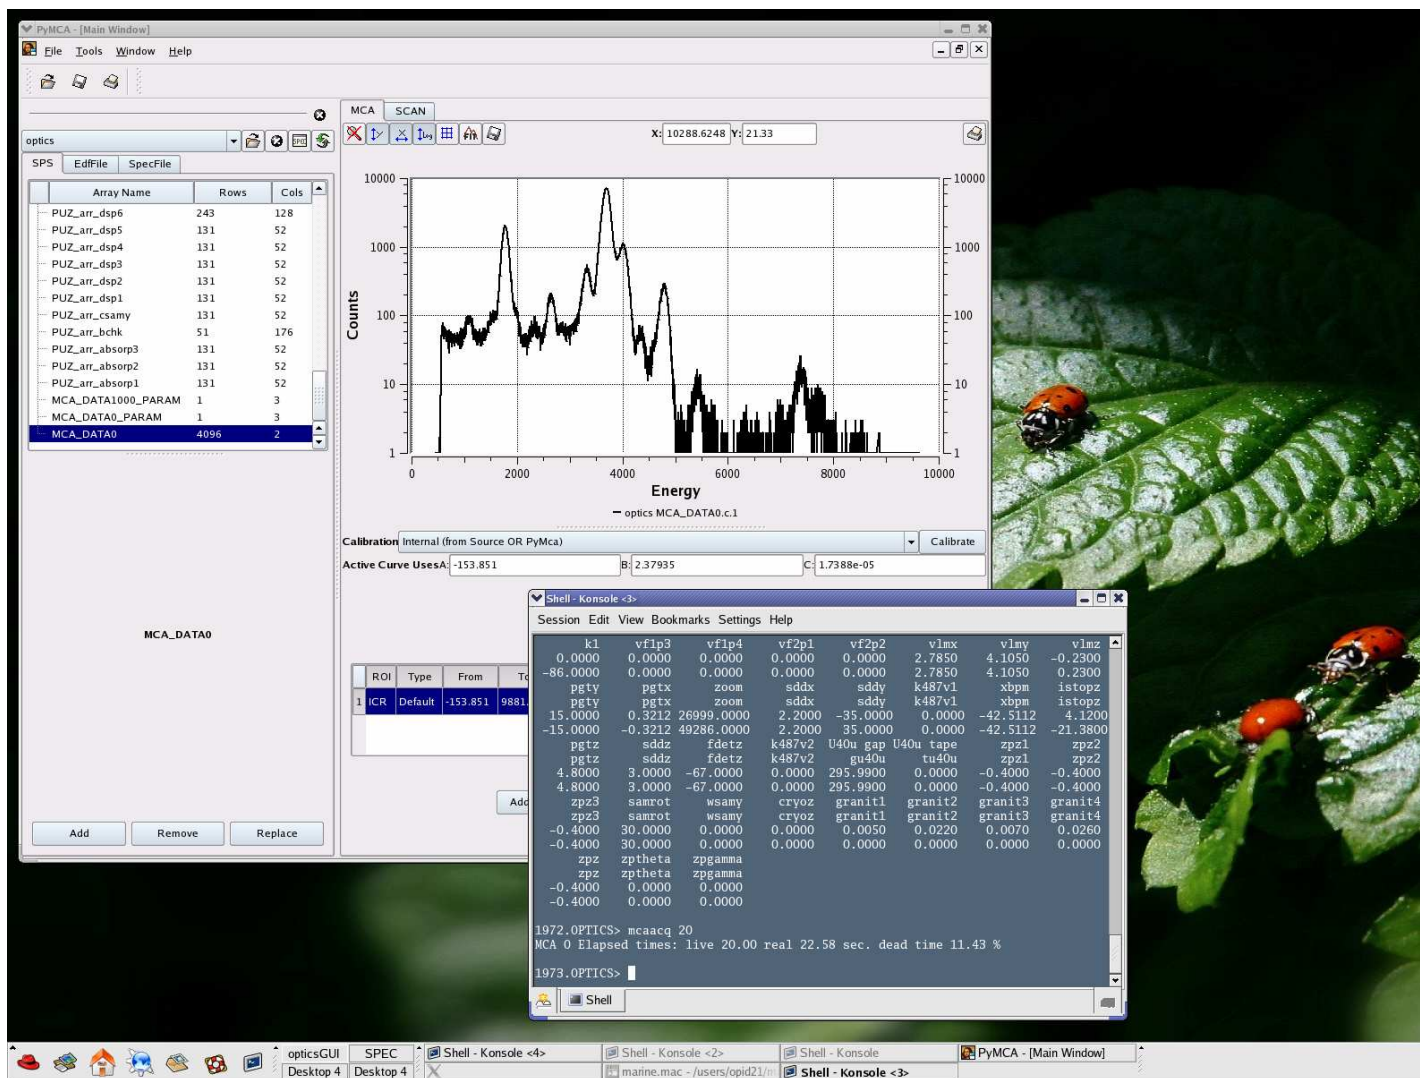 PyMCA - [Main Window]
File Tools Window Help
optics
SPS EdfFile SpecFile
Array Name Rows Cols
PUZ_arr_dsp6 243 128
PUZ_arr_dsp5 131 52
PUZ_arr_dsp4 131 52
PUZ_arr_dsp3 131 52
PUZ_arr_dsp2 131 52
PUZ_arr_dsp1 131 52
PUZ_arr_csamy 131 52
PUZ_arr_bchk 51 176
PUZ_arr_absorp3 131 52
PUZ_arr_absorp2 131 52
PUZ_arr_absorp1 131 52
MCA_DATA1000_PARAM 1 3
MCA_DATA0_PARAM 1 3
MCA_DATA0 4096 2
MCA_DATA0
Add Remove Replace
MCA SCAN
X: 10288.6248 Y: 21.33
10000 10000
1000 1000
100 100
10 10
1 1
Counts
0 2000 4000 6000 8000 10000
Energy
optics MCA_DATA0.c.1
Calibration Internal (from Source OR PyMca) Calibrate
Active Curve Uses A: -153.851 B: 2.37935 C: 1.7388e-05
ROI Type From To
1 ICR Default -153.851 9881.
Add
Shell - Konsole <3>
Session Edit View Bookmarks Settings Help
k1 vf1p3 vf1p4 vf2p1 vf2p2 vlmx vlmy vlmz
0.0000 0.0000 0.0000 0.0000 0.0000 2.7850 4.1050 -0.2300
-86.0000 0.0000 0.0000 0.0000 0.0000 2.7850 4.1050 0.2300
pgty pgtx zoom sddx sddy k487v1 xbpm istopz
pgty pgtx zoom sddx sddy k487v1 xbpm istopz
15.0000 0.3212 26999.0000 2.2000 -35.0000 0.0000 -42.5112 4.1200
-15.0000 -0.3212 49286.0000 2.2000 35.0000 0.0000 -42.5112 -21.3800
pgtz sddz fdetz k487v2 U40u gap U40u tape zpz1 zpz2
pgtz sddz fdetz k487v2 gu40u tu40u zpz1 zpz2
4.8000 3.0000 -67.0000 0.0000 295.9900 0.0000 -0.4000 -0.4000
4.8000 3.0000 -67.0000 0.0000 295.9900 0.0000 -0.4000 -0.4000
zpz3 samrot wsamy cryoz granit1 granit2 granit3 granit4
zpz3 samrot wsamy cryoz granit1 granit2 granit3 granit4
-0.4000 30.0000 0.0000 0.0000 0.0050 0.0220 0.0070 0.0260
-0.4000 30.0000 0.0000 0.0000 0.0000 0.0000 0.0000 0.0000
zpz zptheta zpgamma
zpz zptheta zpgamma
-0.4000 0.0000 0.0000
-0.4000 0.0000 0.0000
1972.OPTICS> mcaacq 20
MCA 0 Elapsed times: live 20.00 real 22.58 sec. dead time 11.43 %
1973.OPTICS>
Shell
opticsGUI SPEC Shell - Konsole <4> Shell - Konsole <2> Shell - Konsole PyMCA - [Main Window]
Desktop 4 Desktop 4 marine.mac - /users/opid21/ Shell - Konsole <3>